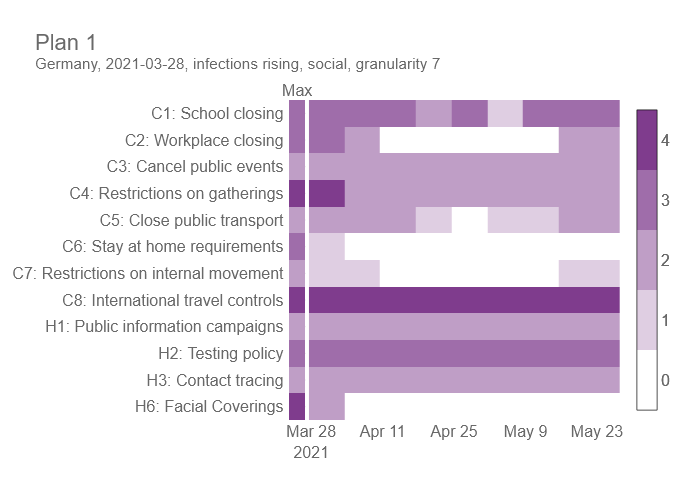 Plan 1
Germany, 2021-03-28, infections rising, social, granularity 7
Max
C1: School closing
C2: Workplace closing
C3: Cancel public events
C4: Restrictions on gatherings
C5: Close public transport
C6: Stay at home requirements
C7: Restrictions on internal movement
C8: International travel controls
H1: Public information campaigns
H2: Testing policy
H3: Contact tracing
H6: Facial Coverings
Mar 28 Apr 11 Apr 25 May 9 May 23
2021
4
3
2
1
0